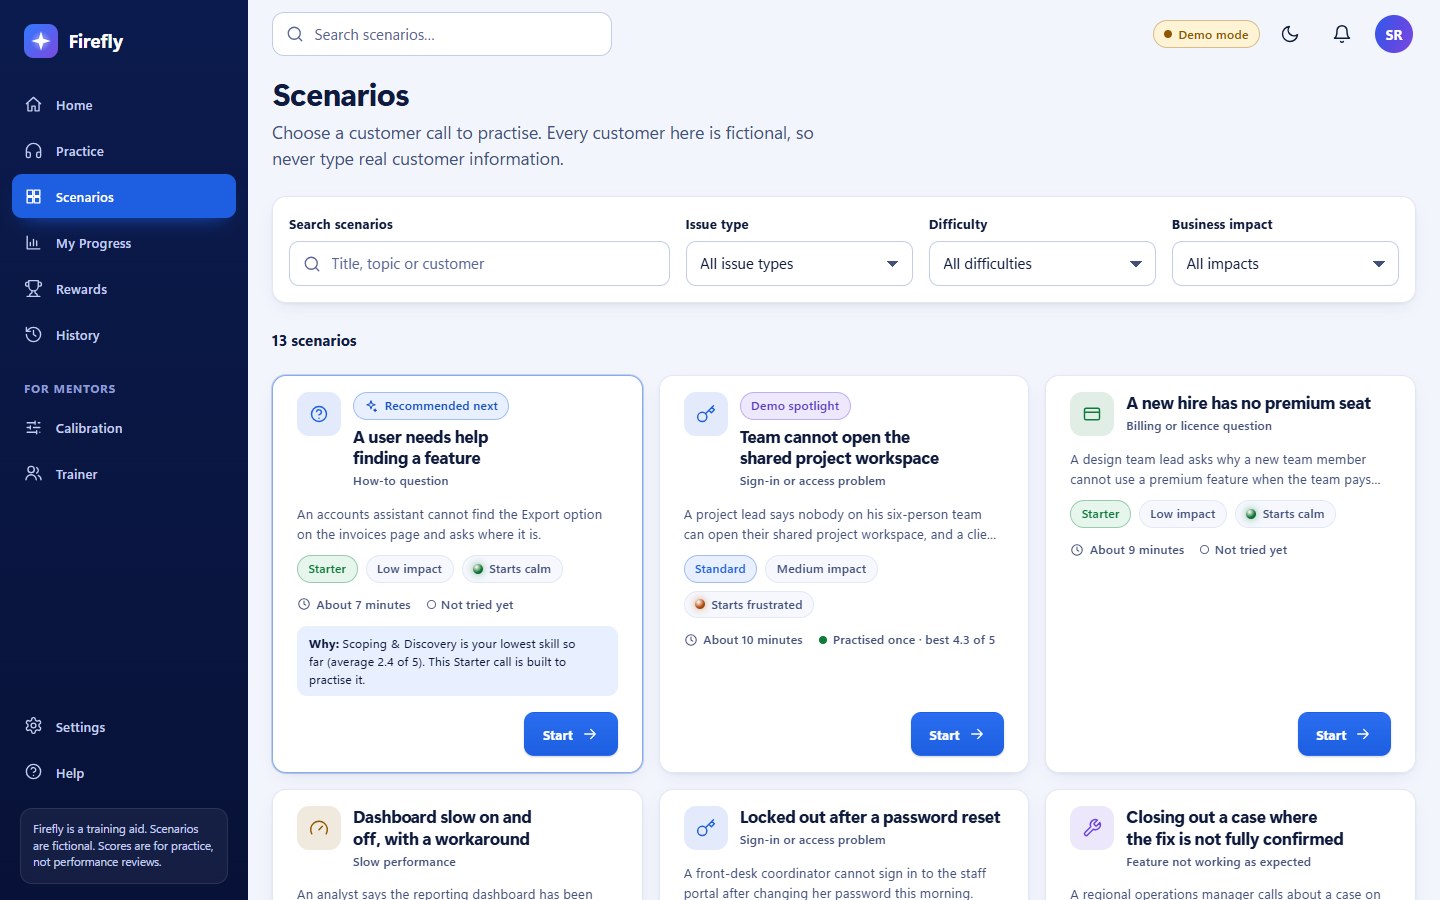 Firefly
Home
Practice
Scenarios
My Progress
Rewards
History
FOR MENTORS
Calibration
Trainer
Settings
Help
Firefly is a training aid. Scenarios
are fictional. Scores are for practice,
not performance reviews.
Search scenarios...
Demo mode
SR
Scenarios
Choose a customer call to practise. Every customer here is fictional, so
never type real customer information.
Search scenarios
Title, topic or customer
Issue type
All issue types
Difficulty
All difficulties
Business impact
All impacts
13 scenarios
Recommended next
A user needs help
finding a feature
How-to question
An accounts assistant cannot find the Export option
on the invoices page and asks where it is.
Starter
Low impact
Starts calm
About 7 minutes
Not tried yet
Why: Scoping & Discovery is your lowest skill so
far (average 2.4 of 5). This Starter call is built to
practise it.
Start
Demo spotlight
Team cannot open the
shared project workspace
Sign-in or access problem
A project lead says nobody on his six-person team
can open their shared project workspace, and a clie...
Standard
Medium impact
Starts frustrated
About 10 minutes
Practised once · best 4.3 of 5
Start
A new hire has no premium seat
Billing or licence question
A design team lead asks why a new team member
cannot use a premium feature when the team pays...
Starter
Low impact
Starts calm
About 9 minutes
Not tried yet
Start
Dashboard slow on and
off, with a workaround
Slow performance
An analyst says the reporting dashboard has been
Locked out after a password reset
Sign-in or access problem
A front-desk coordinator cannot sign in to the staff
portal after changing her password this morning.
Closing out a case where
the fix is not fully confirmed
Feature not working as expected
A regional operations manager calls about a case on